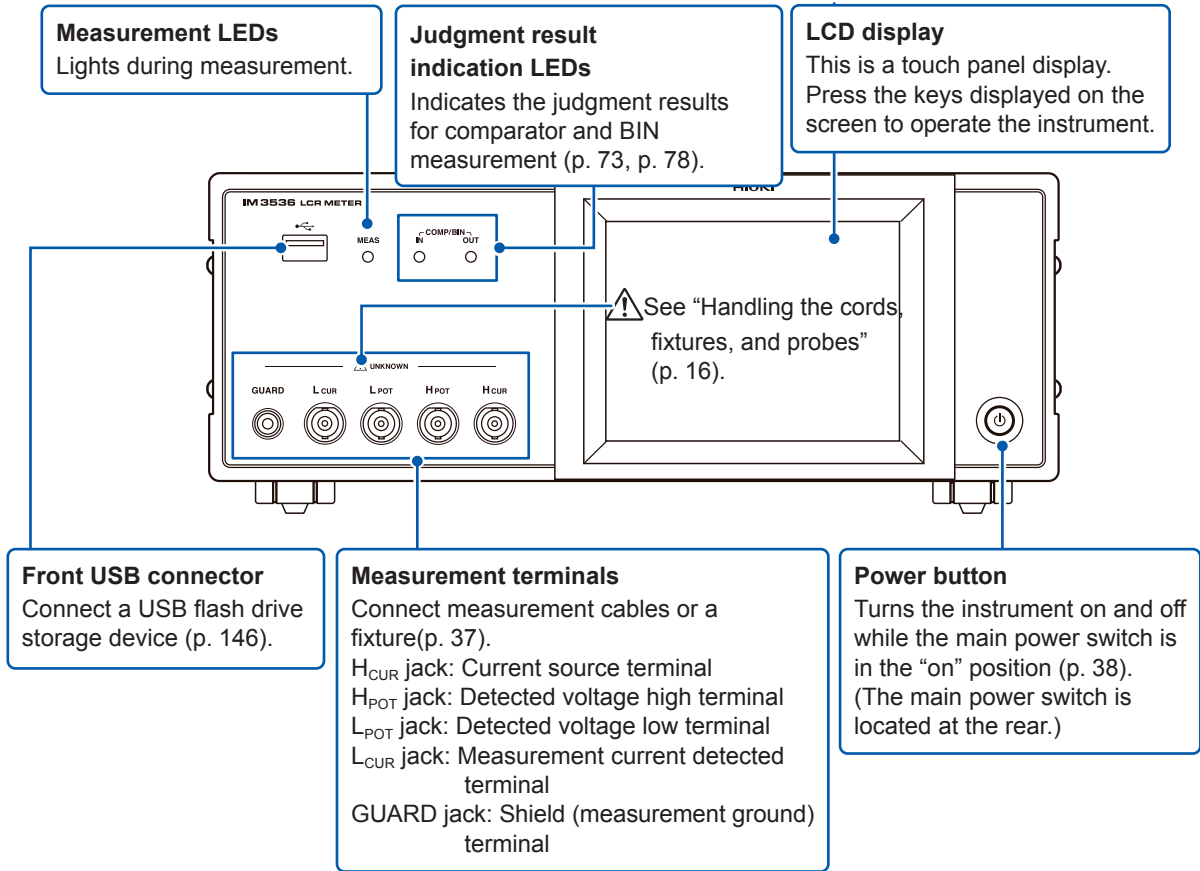 Measurement LEDs
Lights during measurement.
Judgment result
indication LEDs
Indicates the judgment results
for comparator and BIN
measurement (p. 73, p. 78).
LCD display
This is a touch panel display.
Press the keys displayed on the
screen to operate the instrument.
HIOKI
IM 3536 LCR METER
MEAS
COMP/BIN
IN
OUT
⚠See “Handling the cords,
fixtures, and probes”
(p. 16).
⚠ UNKNOWN
GUARD
L CUR
L POT
H POT
H CUR
Front USB connector
Connect a USB flash drive
storage device (p. 146).
Measurement terminals
Connect measurement cables or a
fixture(p. 37).
HCUR jack: Current source terminal
HPOT jack: Detected voltage high terminal
LPOT jack: Detected voltage low terminal
LCUR jack: Measurement current detected
terminal
GUARD jack: Shield (measurement ground)
terminal
Power button
Turns the instrument on and off
while the main power switch is
in the “on” position (p. 38).
(The main power switch is
located at the rear.)